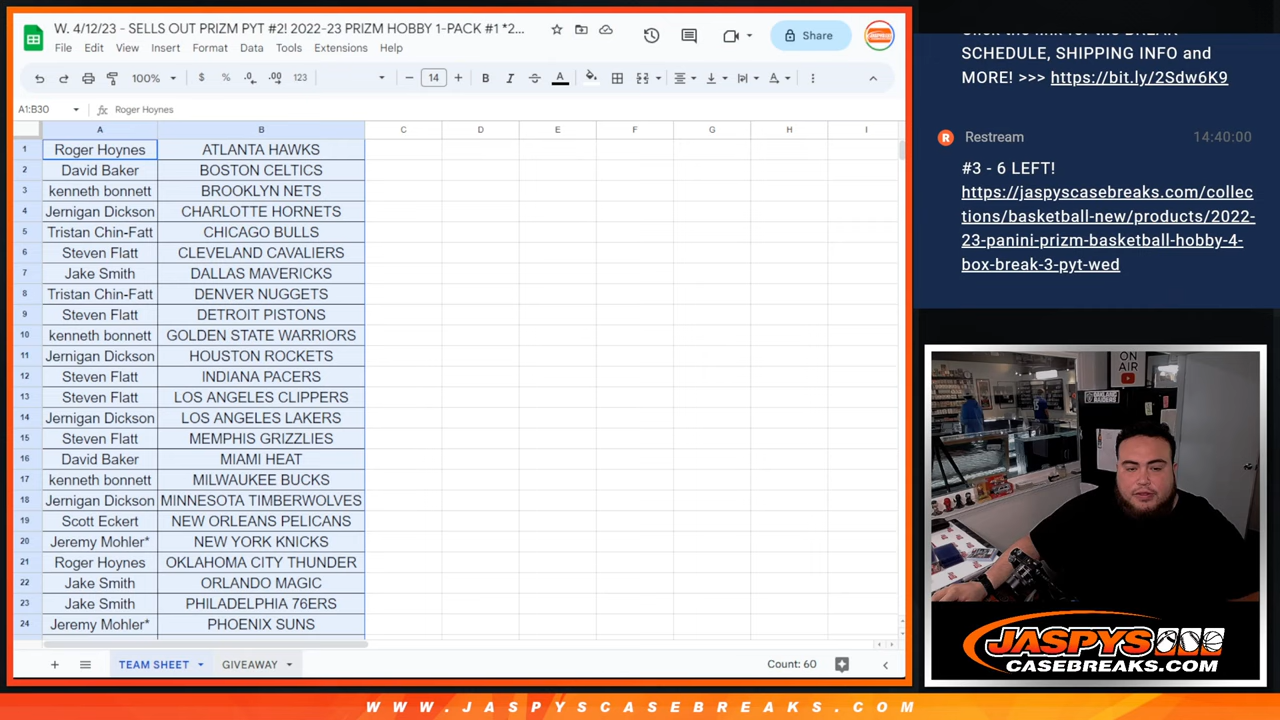 W. 4/12/23 - SELLS OUT PRIZM PYT #2! 2022-23 PRIZM HOBBY 1-PACK #1 *2...
Share
File Edit View Insert Format Data Tools Extensions Help
100% $ % .0 .00 123 14 B I A
A1:B30 fx Roger Hoynes
A B C D E F G H I
1 Roger Hoynes ATLANTA HAWKS
2 David Baker BOSTON CELTICS
3 kenneth bonnett BROOKLYN NETS
4 Jernigan Dickson CHARLOTTE HORNETS
5 Tristan Chin-Fatt CHICAGO BULLS
6 Steven Flatt CLEVELAND CAVALIERS
7 Jake Smith DALLAS MAVERICKS
8 Tristan Chin-Fatt DENVER NUGGETS
9 Steven Flatt DETROIT PISTONS
10 kenneth bonnett GOLDEN STATE WARRIORS
11 Jernigan Dickson HOUSTON ROCKETS
12 Steven Flatt INDIANA PACERS
13 Steven Flatt LOS ANGELES CLIPPERS
14 Jernigan Dickson LOS ANGELES LAKERS
15 Steven Flatt MEMPHIS GRIZZLIES
16 David Baker MIAMI HEAT
17 kenneth bonnett MILWAUKEE BUCKS
18 Jernigan Dickson MINNESOTA TIMBERWOLVES
19 Scott Eckert NEW ORLEANS PELICANS
20 Jeremy Mohler* NEW YORK KNICKS
21 Roger Hoynes OKLAHOMA CITY THUNDER
22 Jake Smith ORLANDO MAGIC
23 Jake Smith PHILADELPHIA 76ERS
24 Jeremy Mohler* PHOENIX SUNS
TEAM SHEET GIVEAWAY Count: 60
SCHEDULE, SHIPPING INFO and
MORE! >>> https://bit.ly/2Sdw6K9
R Restream 14:40:00
#3 - 6 LEFT!
https://jaspyscasebreaks.com/collec
tions/basketball-new/products/2022-
23-panini-prizm-basketball-hobby-4-
box-break-3-pyt-wed
ON
AIR
OAKLAND
RAIDERS
JASPYS
CASEBREAKS.COM
WWW.JASPYSCASEBREAKS.COM